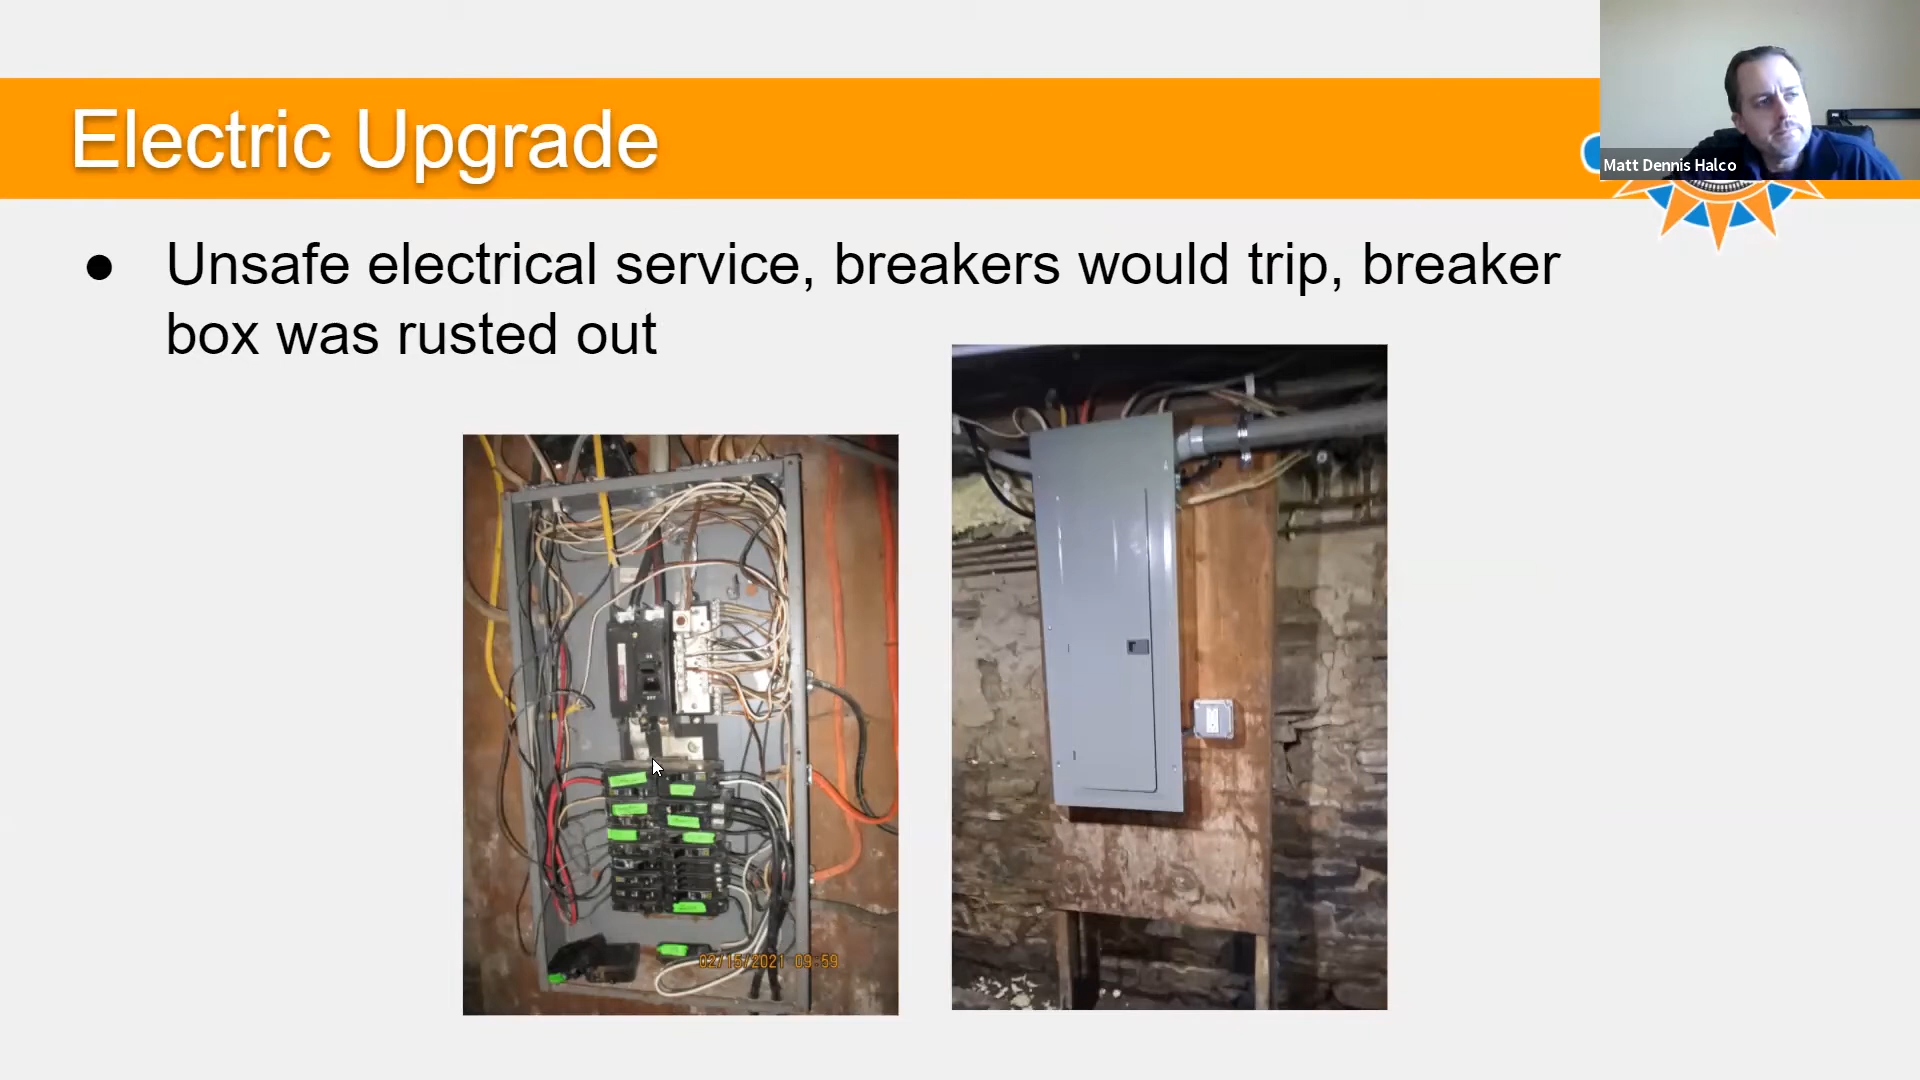 Electric Upgrade
Matt Dennis Halco
● Unsafe electrical service, breakers would trip, breaker
box was rusted out
02/15/2021 09:59